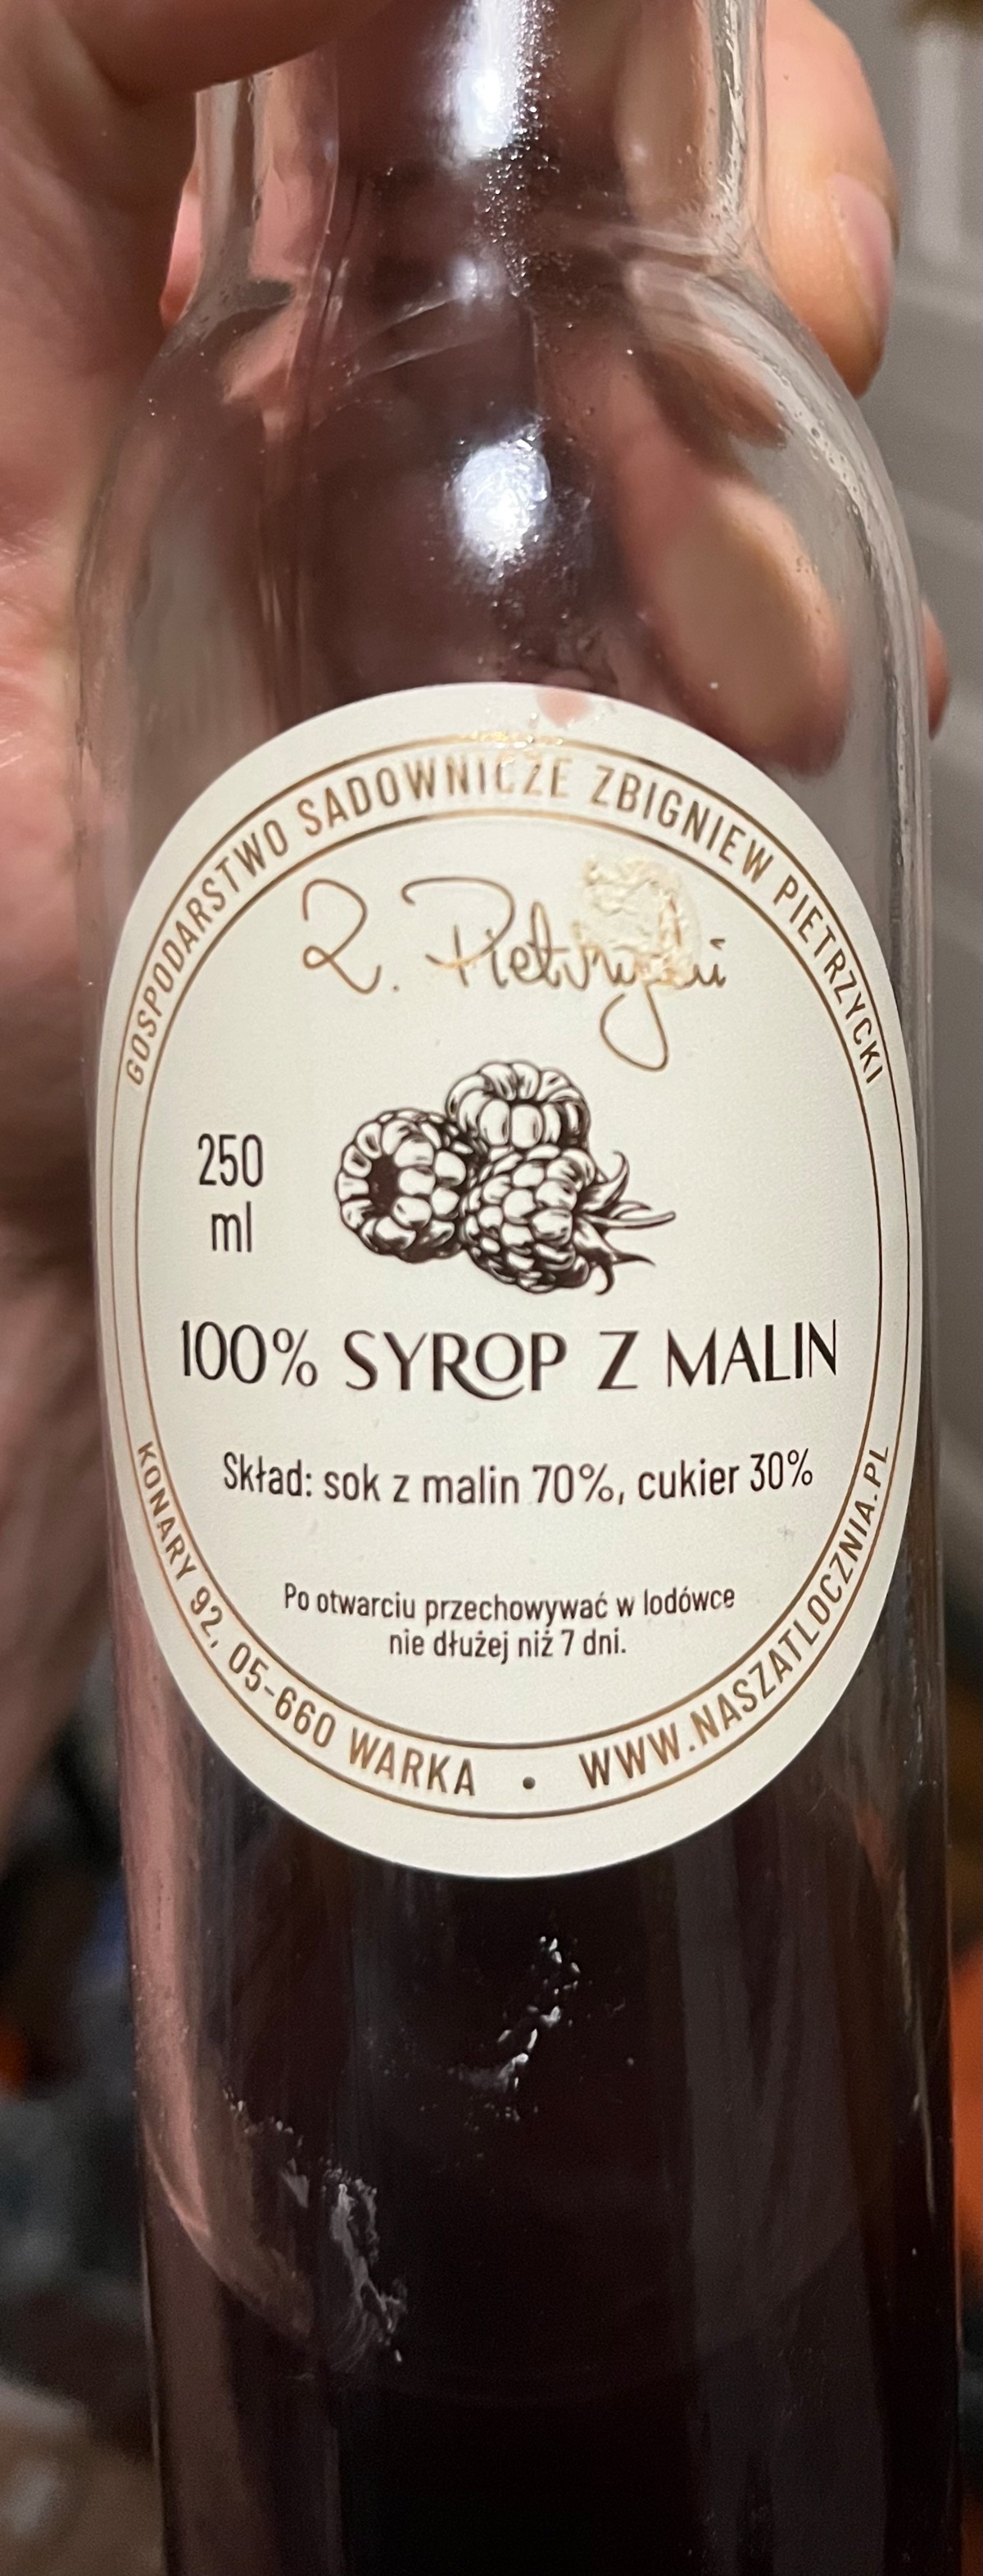 GOSPODARSTWO SADOWNICZE ZBIGNIEW PIETRZYCKI
Z. Pietrzycki
250
ml
100% SYROP Z MALIN
Skład: sok z malin 70%, cukier 30%
Po otwarciu przechowywać w lodówce
nie dłużej niż 7 dni.
KONARY 92, 05-660 WARKA • WWW.NASZATLOCZNIA.PL